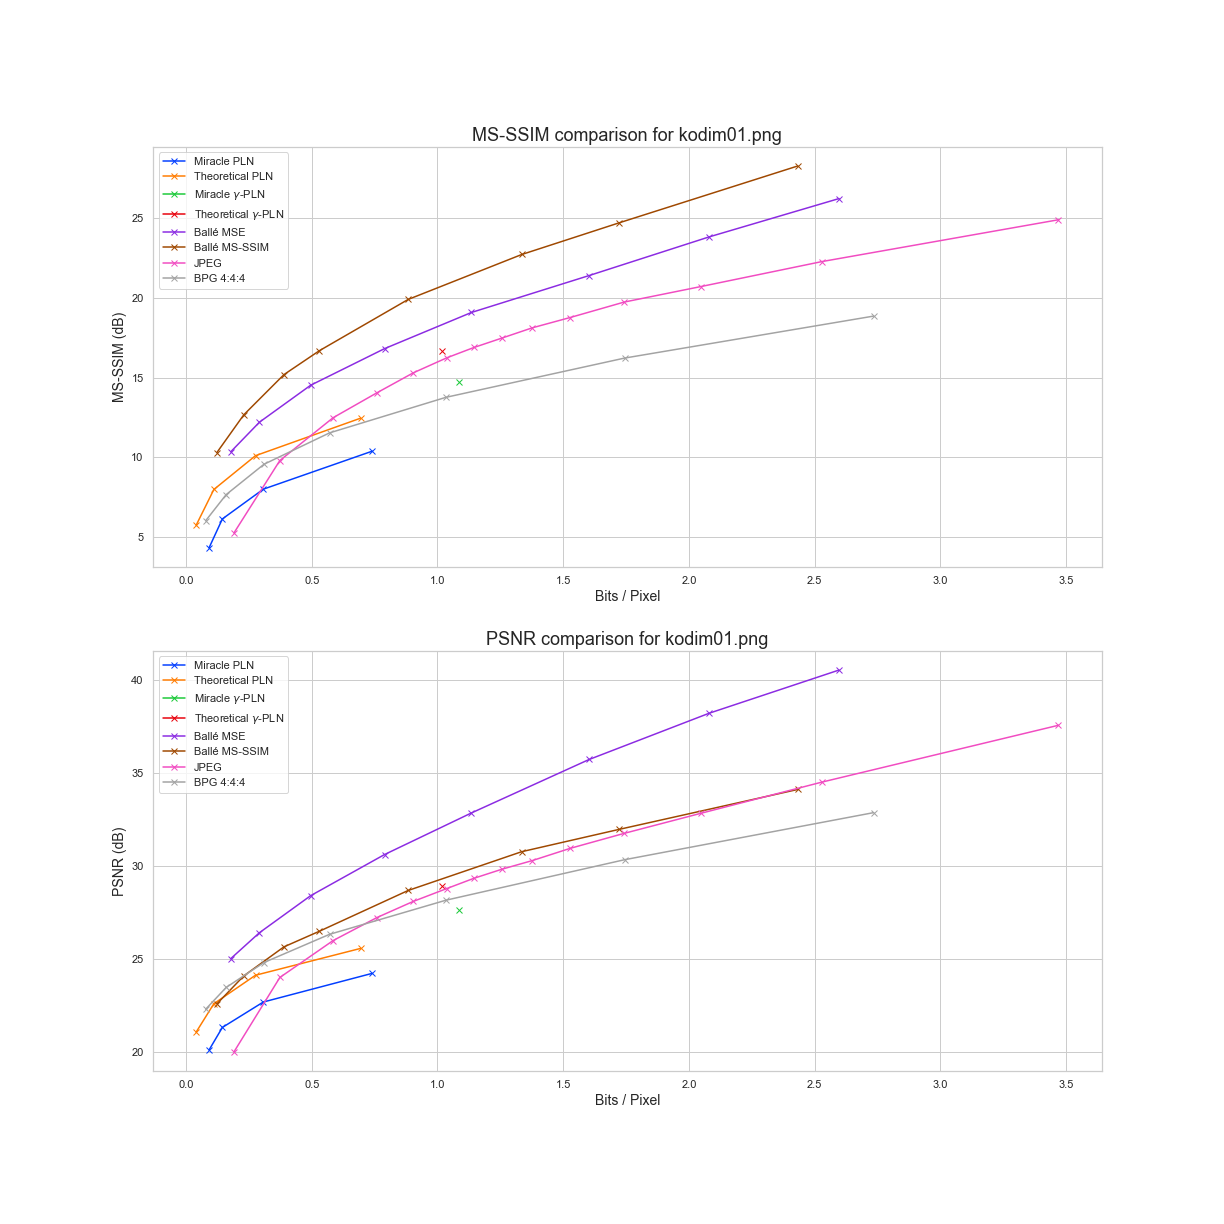 MS-SSIM comparison for kodim01.png
Miracle PLN
Theoretical PLN
Miracle γ-PLN
Theoretical γ-PLN
Ballé MSE
Ballé MS-SSIM
JPEG
BPG 4:4:4
MS-SSIM (dB)
25
20
15
10
5
0.0 0.5 1.0 1.5 2.0 2.5 3.0 3.5
Bits / Pixel
PSNR comparison for kodim01.png
Miracle PLN
Theoretical PLN
Miracle γ-PLN
Theoretical γ-PLN
Ballé MSE
Ballé MS-SSIM
JPEG
BPG 4:4:4
PSNR (dB)
40
35
30
25
20
0.0 0.5 1.0 1.5 2.0 2.5 3.0 3.5
Bits / Pixel